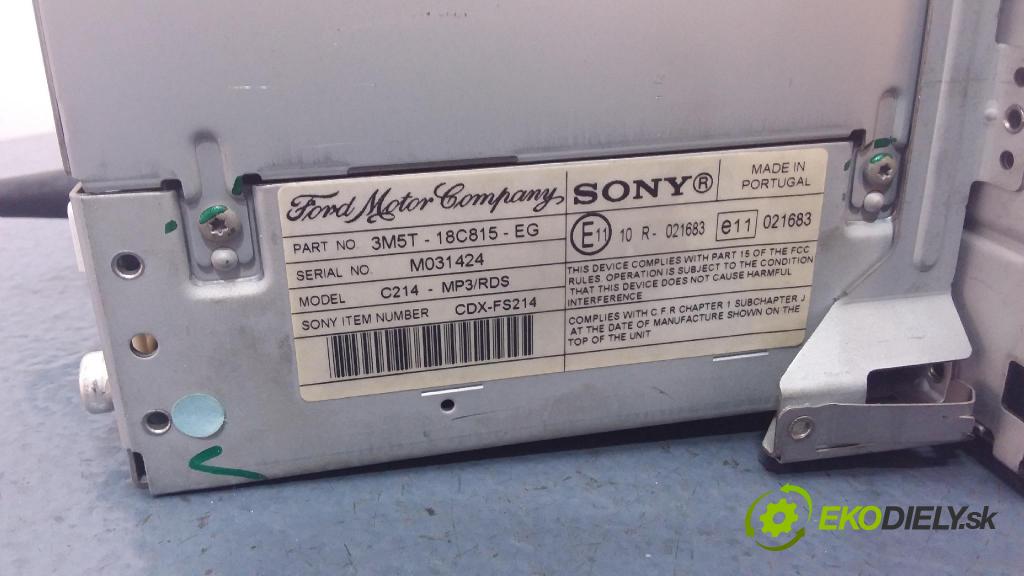 Ford Motor Company
PART NO 3M5T - 18C815 - EG
SERIAL NO. M031424
MODEL C214 - MP3/RDS
SONY ITEM NUMBER CDX-FS214
SONY®
MADE IN
PORTUGAL
E11 10 R - 021683 e11 021683
THIS DEVICE COMPLIES WITH PART 15 OF THE FCC
RULES OPERATION IS SUBJECT TO THE CONDITION
THAT THIS DEVICE DOES NOT CAUSE HARMFUL
INTERFERENCE
COMPLIES WITH C.F.R CHAPTER 1 SUBCHAPTER J
AT THE DATE OF MANUFACTURE SHOWN ON THE
TOP OF THE UNIT
EKODIELY.sk